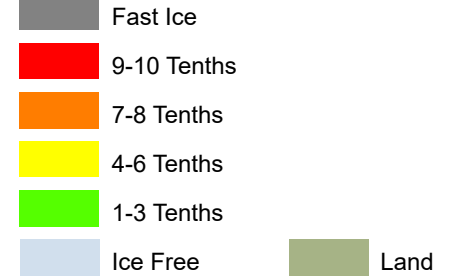 Fast Ice
9-10 Tenths
7-8 Tenths
4-6 Tenths
1-3 Tenths
Ice Free Land